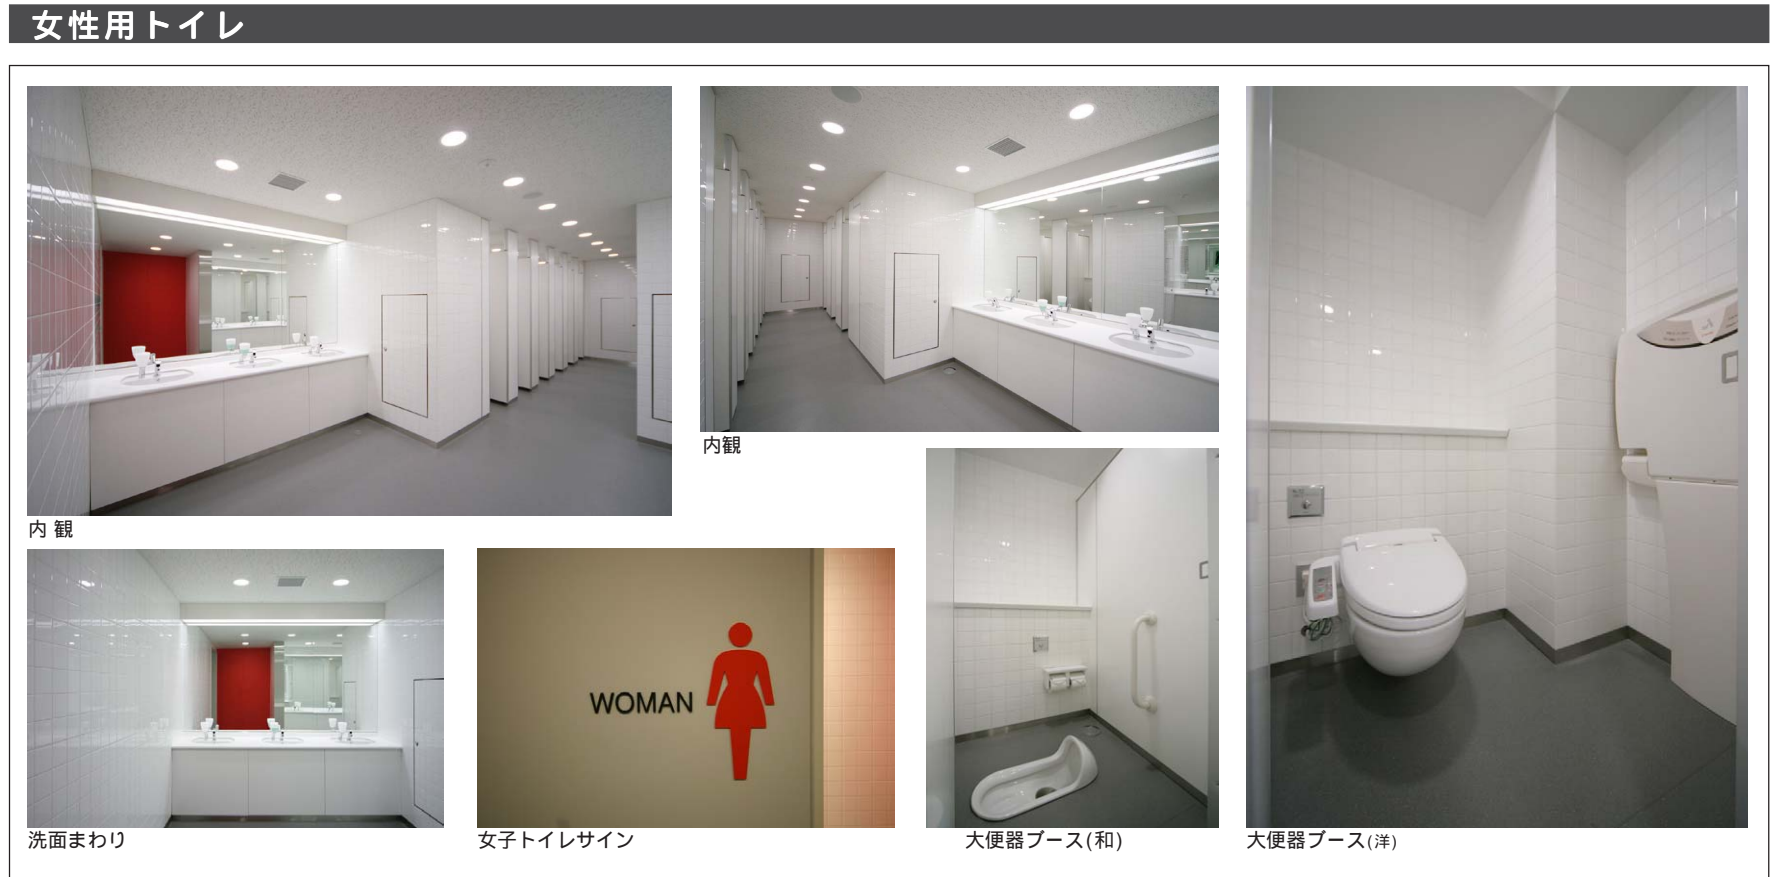 女性用トイレ
内観
内 観
洗面まわり
WOMAN
女子トイレサイン
大便器ブース(和)
大便器ブース(洋)